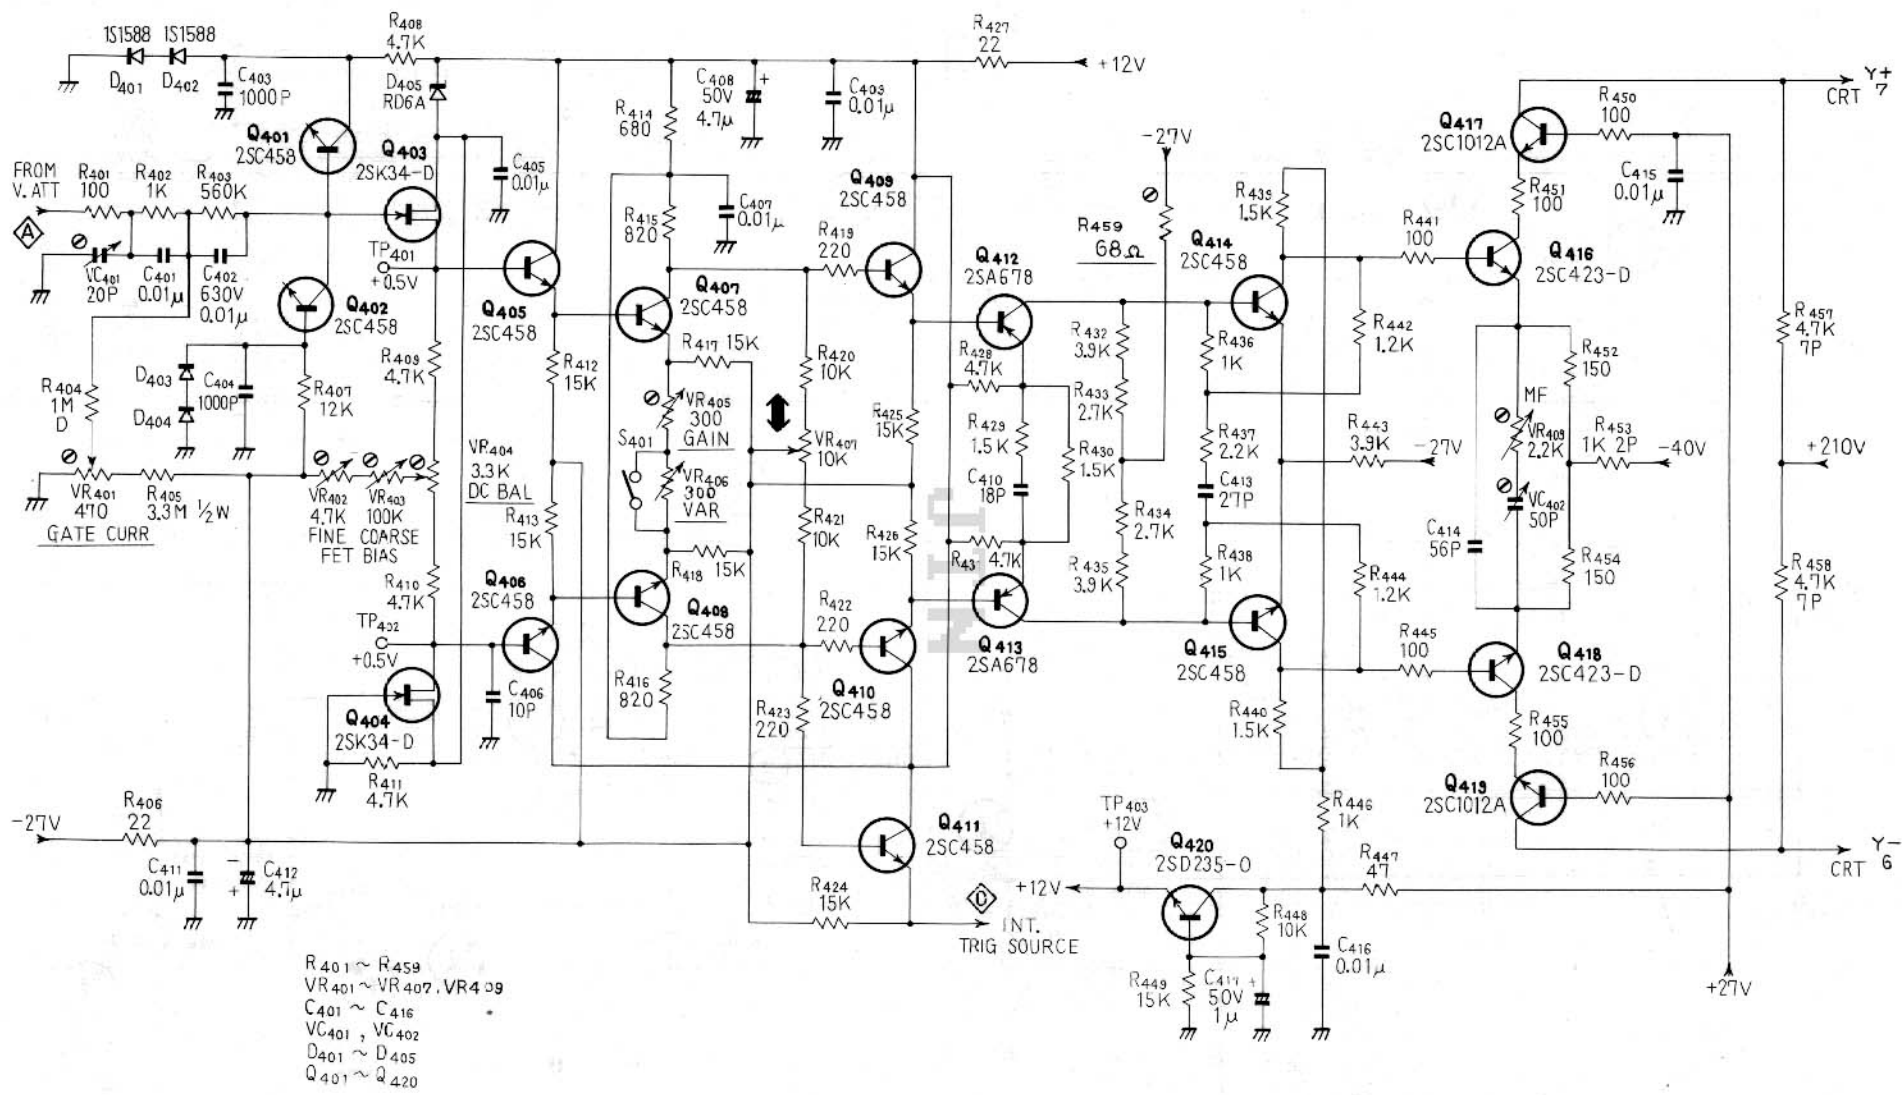 1S1588 1S1588
D401 D402
C403
1000P
R408
4.7K
D405
RD6A
R427
22
+12V
C408
50V
4.7μ
+
C409
0.01μ
R414
680
Q401
2SC458
Q403
2SK34-D
C405
0.01μ
FROM
V.ATT
A
R401
100
R402
1K
R403
560K
VC401
20P
C401
0.01μ
C402
630V
0.01μ
TP401
+0.5V
Q402
2SC458
Q405
2SC458
R415
820
C407
0.01μ
Q407
2SC458
R419
220
Q409
2SC458
Q412
2SA678
-27V
R459
68Ω
Q414
2SC458
R439
1.5K
R441
100
Q417
2SC1012A
R450
100
R451
100
C415
0.01μ
Q416
2SC423-D
Y+
7
CRT
R404
1M
D
D403
D404
C404
1000P
R407
12K
R409
4.7K
R412
15K
R417 15K
VR405
300
GAIN
S401
VR406
300
VAR
R420
10K
VR407
10K
R425
15K
R428
4.7K
R429
1.5K
R430
1.5K
C410
18P
R432
3.9K
R433
2.7K
R434
2.7K
R435
3.9K
R436
1K
R437
2.2K
C413
27P
R438
1K
R442
1.2K
R443
3.9K
-27V
R444
1.2K
R452
150
MF
VR409
2.2K
R453
1K 2P
-40V
VC402
50P
C414
56P
R454
150
R457
4.7K
7P
+210V
R458
4.7K
7P
VR401
470
GATE CURR
R405
3.3M 1/2W
VR402
4.7K
FINE
VR403
100K
COARSE
FET BIAS
VR404
3.3K
DC BAL
R413
15K
R410
4.7K
TP402
+0.5V
Q406
2SC458
R418
15K
Q408
2SC458
R421
10K
R422
220
R426
15K
R43 4.7K
Q413
2SA678
Q415
2SC458
R445
100
Q418
2SC423-D
Q404
2SK34-D
R411
4.7K
C406
10P
R416
820
R423
220
Q410
2SC458
R440
1.5K
R455
100
R456
100
Q419
2SC1012A
-27V
R406
22
C411
0.01μ
-
+
C412
4.7μ
Q411
2SC458
R424
15K
C
INT.
TRIG SOURCE
TP403
+12V
+12V
Q420
2SD235-O
R446
1K
R447
47
R448
10K
R449
15K
C417 +
50V
1μ
C416
0.01μ
+27V
Y-
6
CRT
R401 ~ R459
VR401 ~ VR407, VR409
C401 ~ C416
VC401 , VC402
D401 ~ D405
Q401 ~ Q420